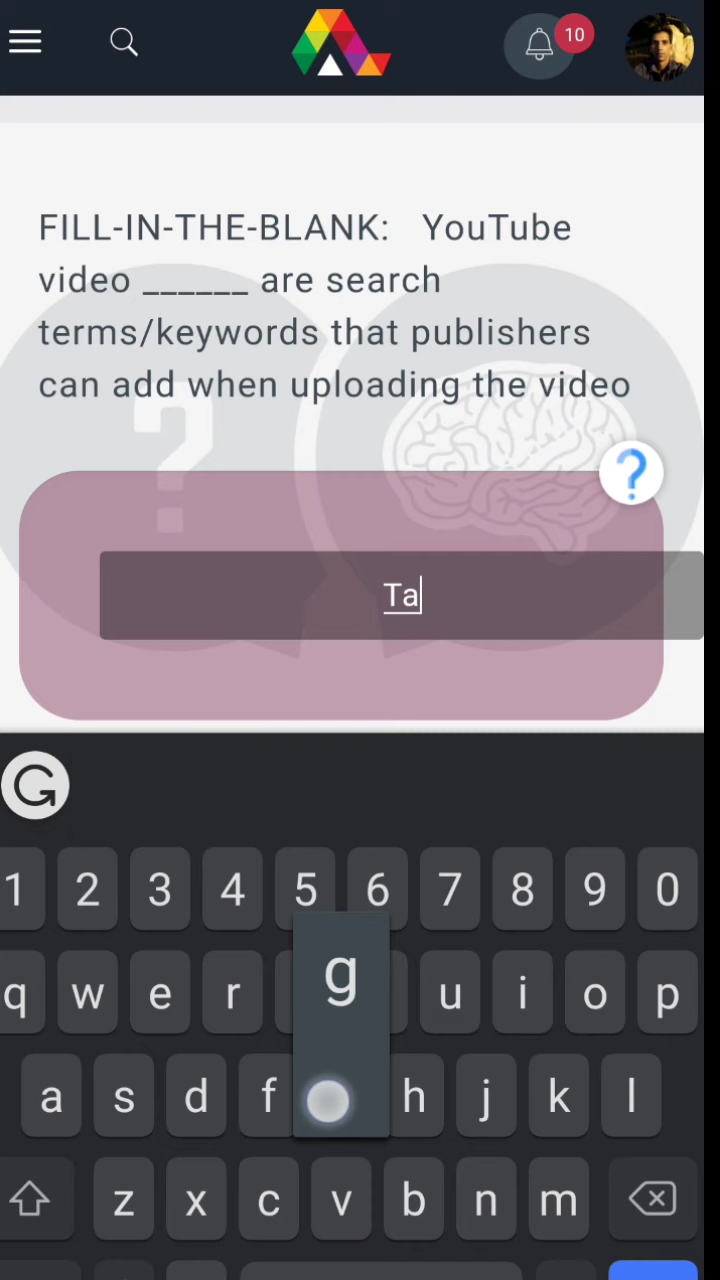 10
FILL-IN-THE-BLANK: YouTube
video ______ are search
terms/keywords that publishers
can add when uploading the video
?
?
Ta
G
1 2 3 4 5 6 7 8 9 0
g
q w e r u i o p
a s d f h j k l
z x c v b n m